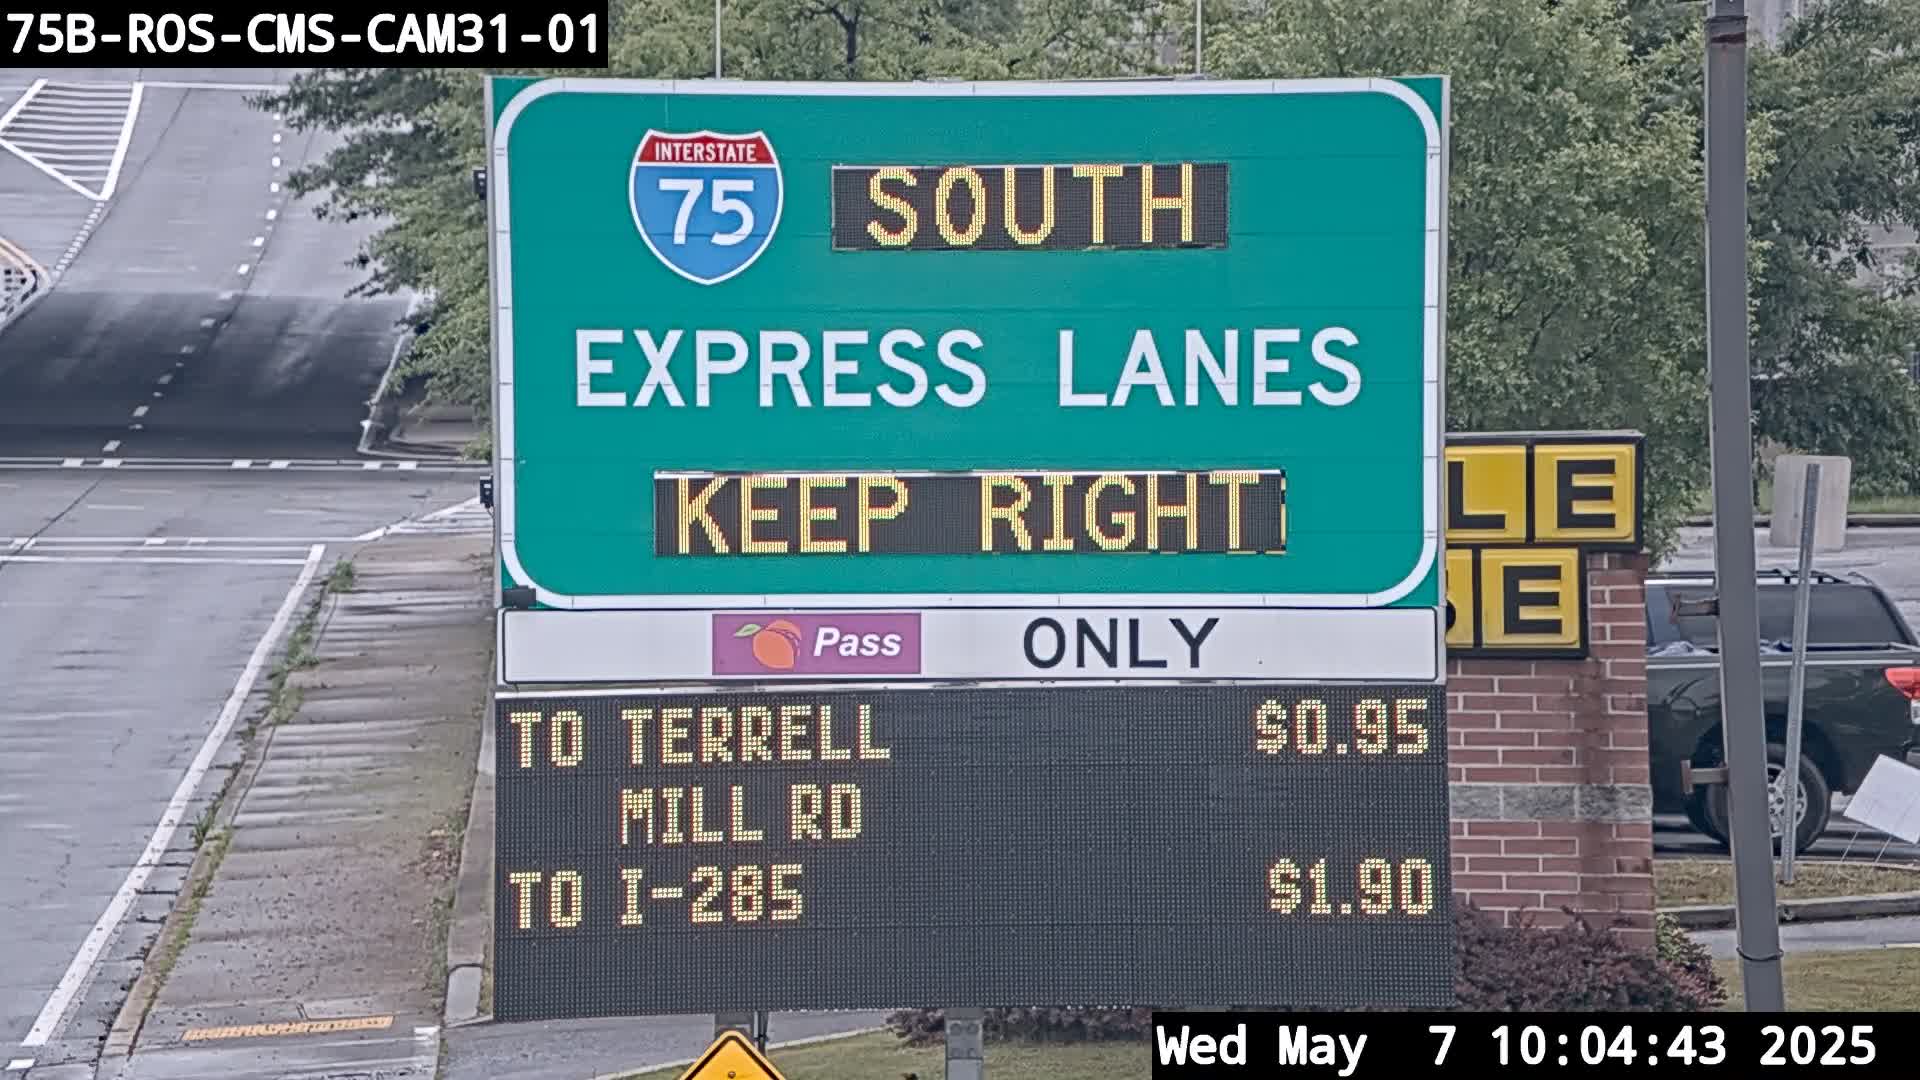 75B-ROS-CMS-CAM31-01
INTERSTATE
75
SOUTH
EXPRESS LANES
KEEP RIGHT
Pass ONLY
TO TERRELL $0.95
MILL RD
TO I-285 $1.90
LE
E
Wed May 7 10:04:43 2025